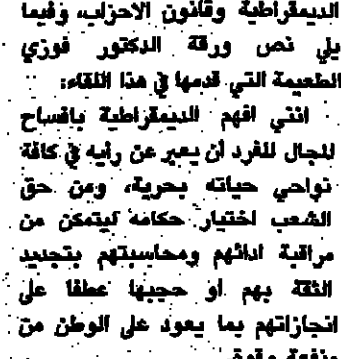 الديمقراطية وقانون الاحزاب، وفيما
يلي نص ورقة الدكتور فوزي
الطعيمة التي قدمها في هذا اللقاء:
انني افهم الديمقراطية بافساح
المجال للفرد أن يعبر عن رأيه في كافة
نواحي حياته بحرية، ومن حق
الشعب اختيار حكامه ليتمكن من
مراقبة ادائهم ومحاسبتهم بتجديد
الثقة بهم او حجبها عطفا على
انجازاتهم بما يعود على الوطن من